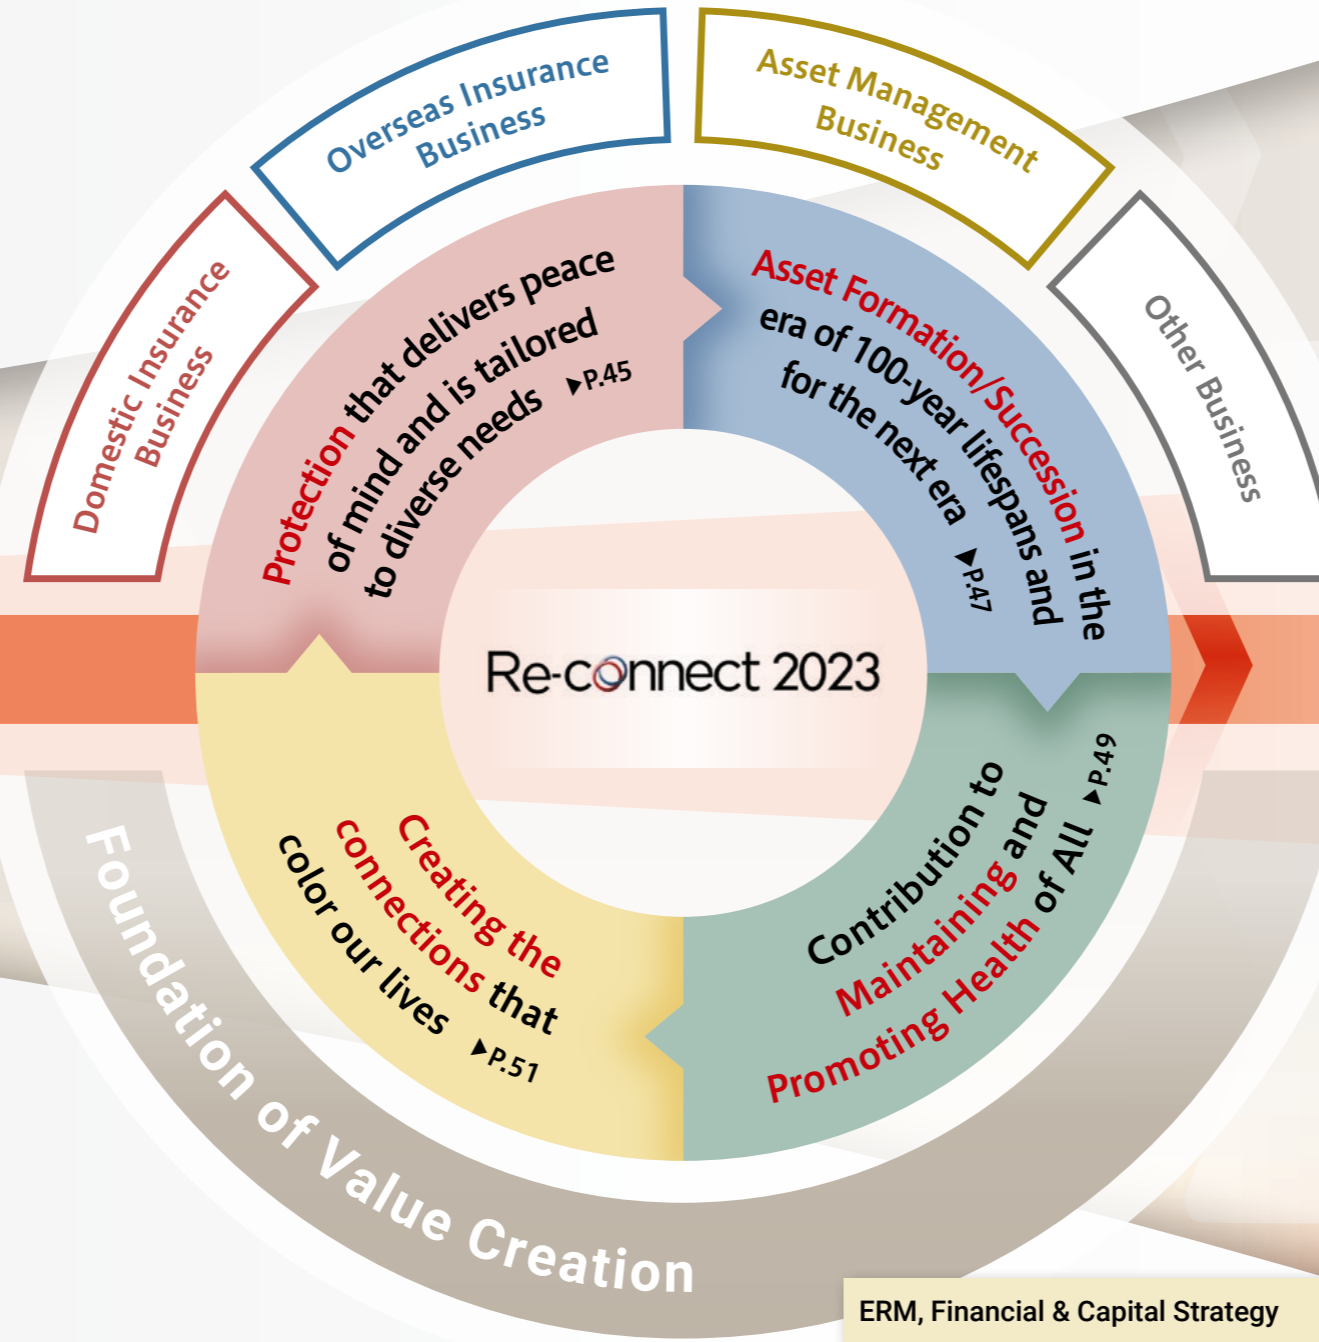 Domestic Insurance
Business
Overseas Insurance
Business
Asset Management
Business
Other Business
Protection that delivers peace
of mind and is tailored
to diverse needs ▶P.45
Asset Formation/Succession in the
era of 100-year lifespans and
for the next era ▶P.47
Re-connect 2023
Contribution to
Maintaining and
Promoting Health of All ▶P.49
Creating the
connections that
color our lives ▶P.51
Foundation of Value Creation
ERM, Financial & Capital Strategy